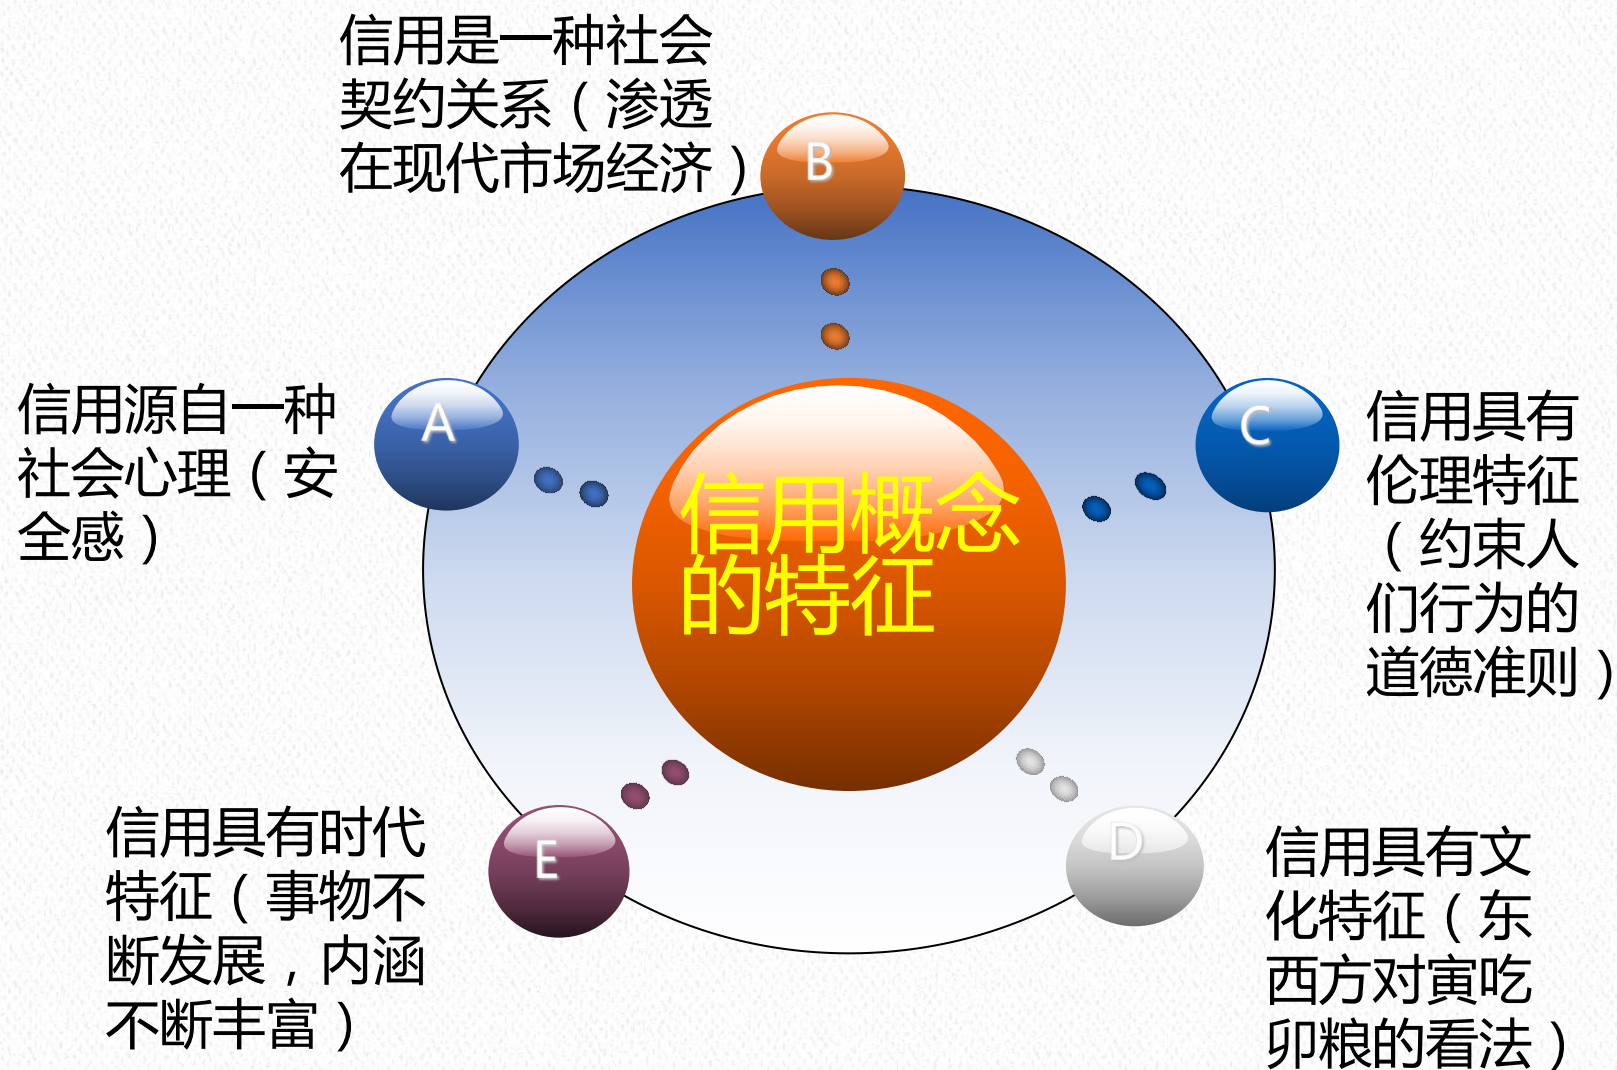 信用是一种社会
契约关系（渗透
在现代市场经济）
B
信用源自一种
社会心理（安
全感）
A
C
信用具有
伦理特征
（约束人
们行为的
道德准则）
信用概念
的特征
E
信用具有时代
特征（事物不
断发展，内涵
不断丰富）
D
信用具有文
化特征（东
西方对寅吃
卯粮的看法）